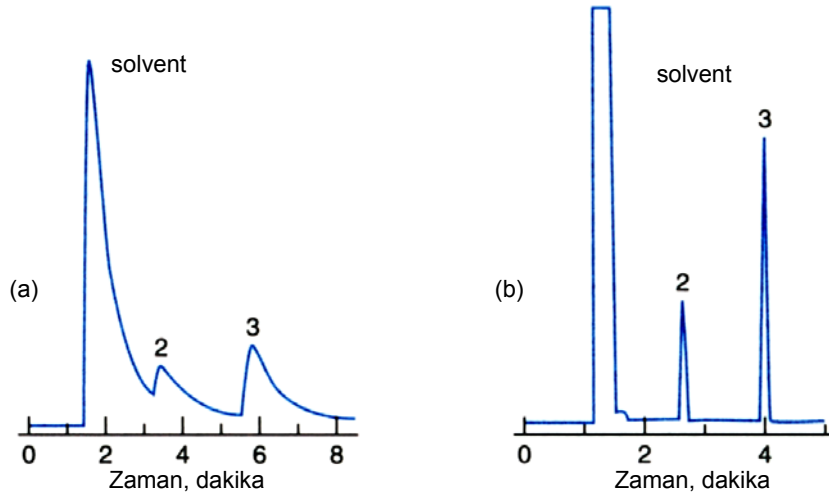 solvent
2
3
(a)
0 2 4 6 8
Zaman, dakika
solvent
3
2
(b)
0 2 4
Zaman, dakika